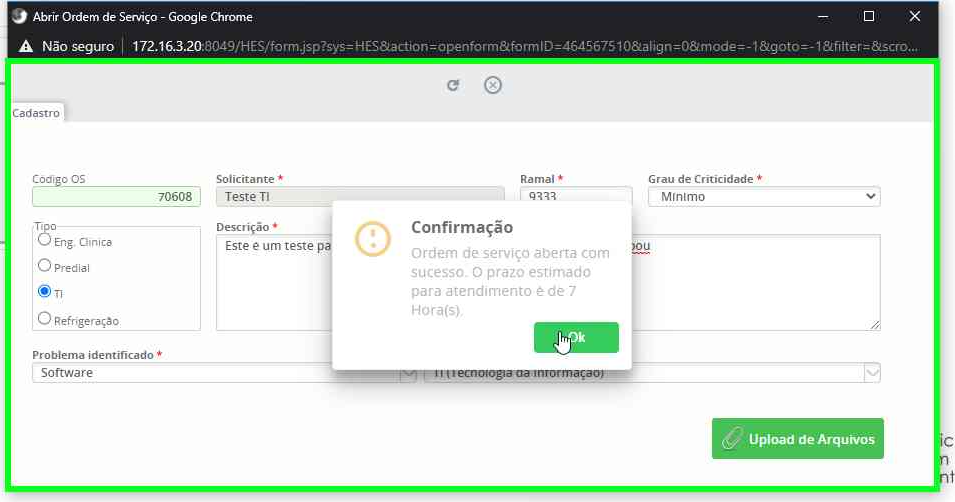 Abrir Ordem de Serviço - Google Chrome
Não seguro 172.16.3.20:8049/HES/form.jsp?sys=HES&action=openform&formID=464567510&align=0&mode=-1&goto=-1&filter=&scro...
Cadastro
Código OS
70608
Solicitante *
Teste TI
Ramal *
9333
Grau de Criticidade *
Mínimo
Tipo
Eng. Clínica
Predial
TI
Refrigeração
Descrição *
Este é um teste pa
pou
Confirmação
Ordem de serviço aberta com
sucesso. O prazo estimado
para atendimento é de 7
Hora(s).
Ok
Problema identificado *
Software
TI (Tecnologia da Informação)
Upload de Arquivos